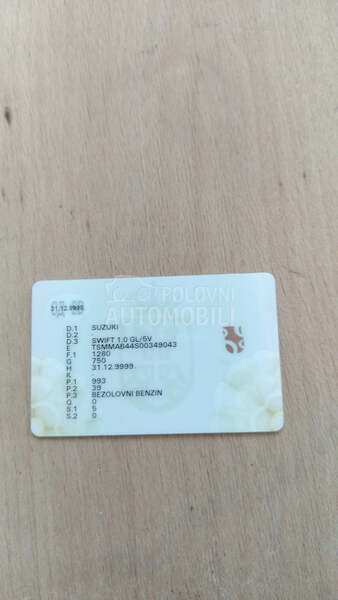 31.12.9999
POLOVNI
AUTOMOBILI
D.1 SUZUKI
D.2 -
D.3 SWIFT 1.0 GL/5V
E TSMMAB44S00349043
F.1 1280
G 750
H 31.12.9999.
K -
P.1 993
P.2 39
P.3 BEZOLOVNI BENZIN
Q 0
S.1 5
S.2 0